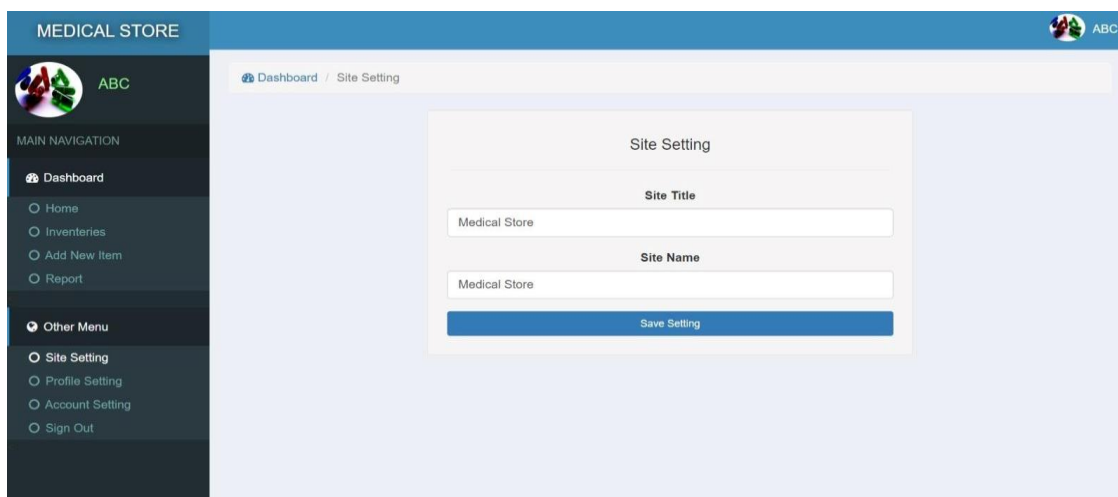 MEDICAL STORE
ABC
ABC
MAIN NAVIGATION
Dashboard
Home
Inventeries
Add New Item
Report
Other Menu
Site Setting
Profile Setting
Account Setting
Sign Out
Dashboard / Site Setting
Site Setting
Site Title
Medical Store
Site Name
Medical Store
Save Setting